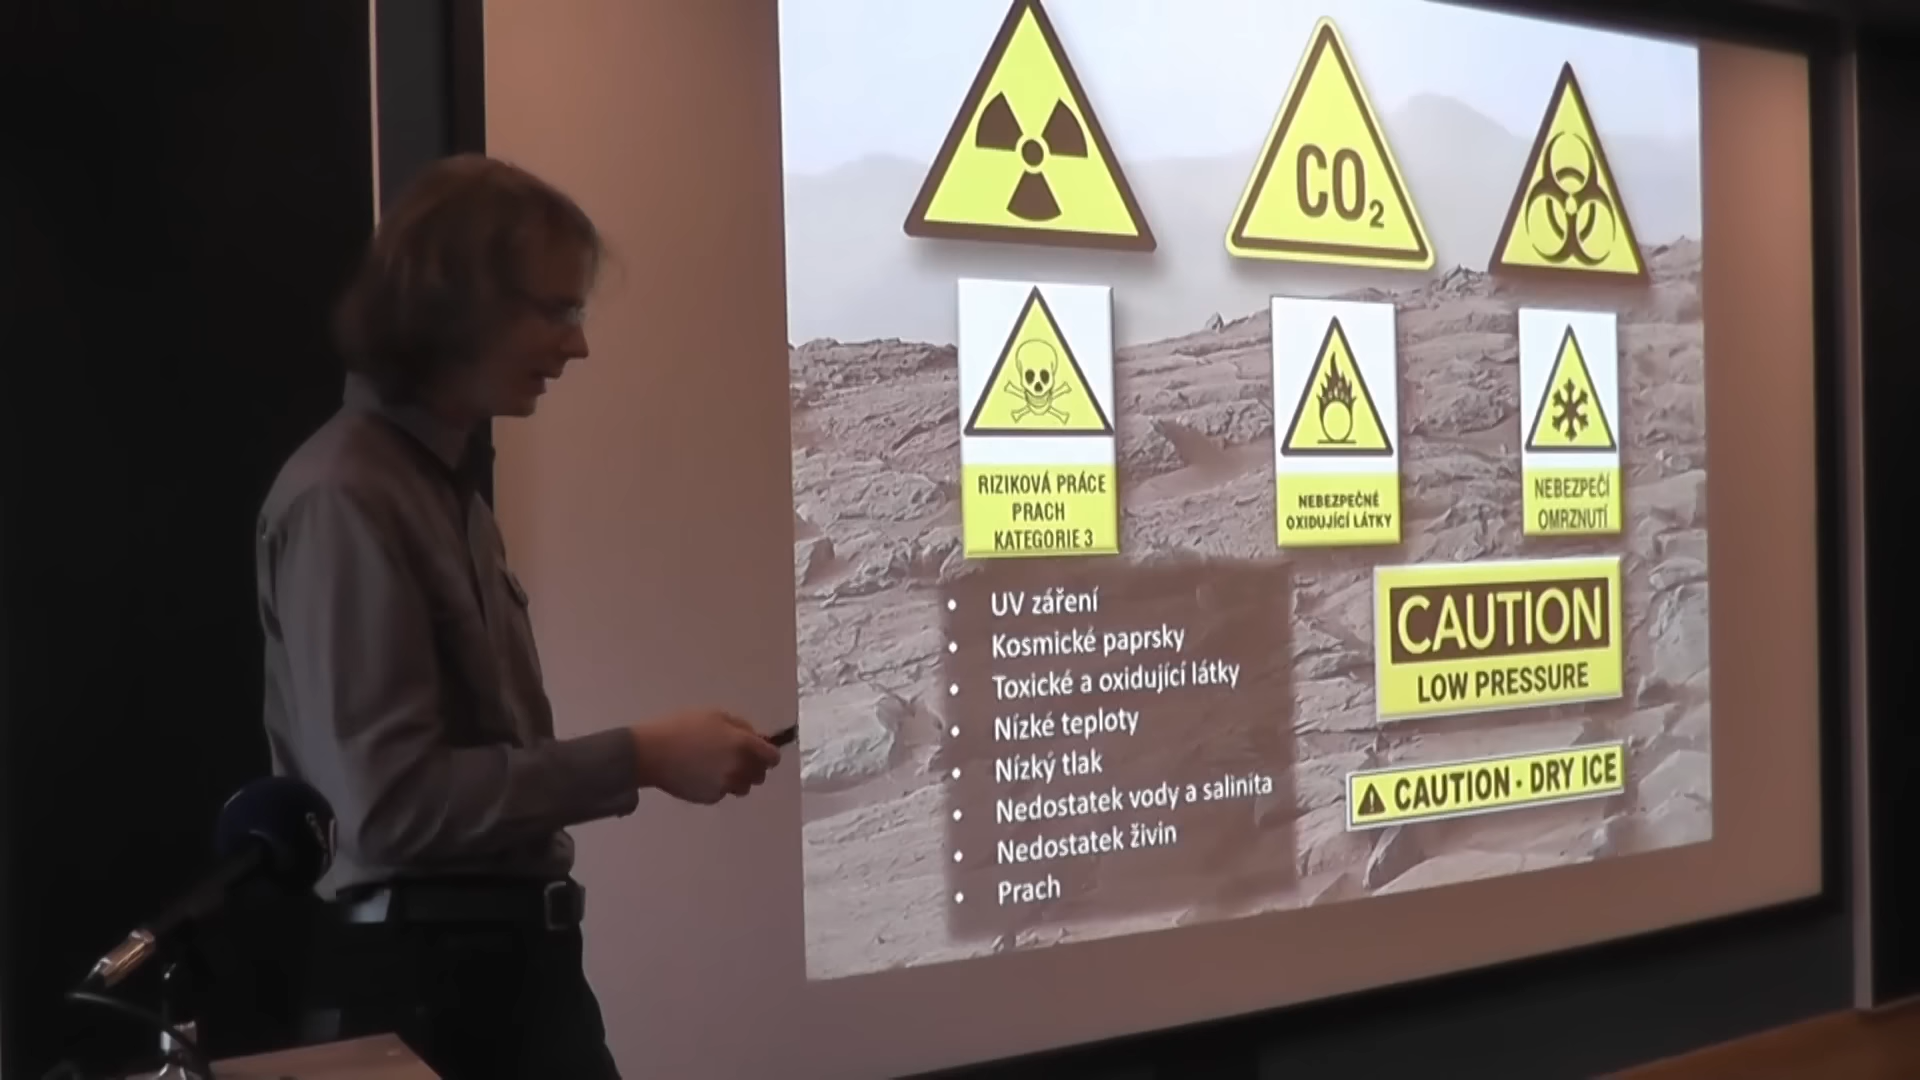 CO₂
RIZIKOVÁ PRÁCE
PRACH
KATEGORIE 3
NEBEZPEČNÉ
OXIDUJÍCÍ LÁTKY
NEBEZPEČÍ
OMRZNUTÍ
• UV záření
• Kosmické paprsky
• Toxické a oxidující látky
• Nízké teploty
• Nízký tlak
• Nedostatek vody a salinita
• Nedostatek živin
• Prach
CAUTION
LOW PRESSURE
CAUTION · DRY ICE